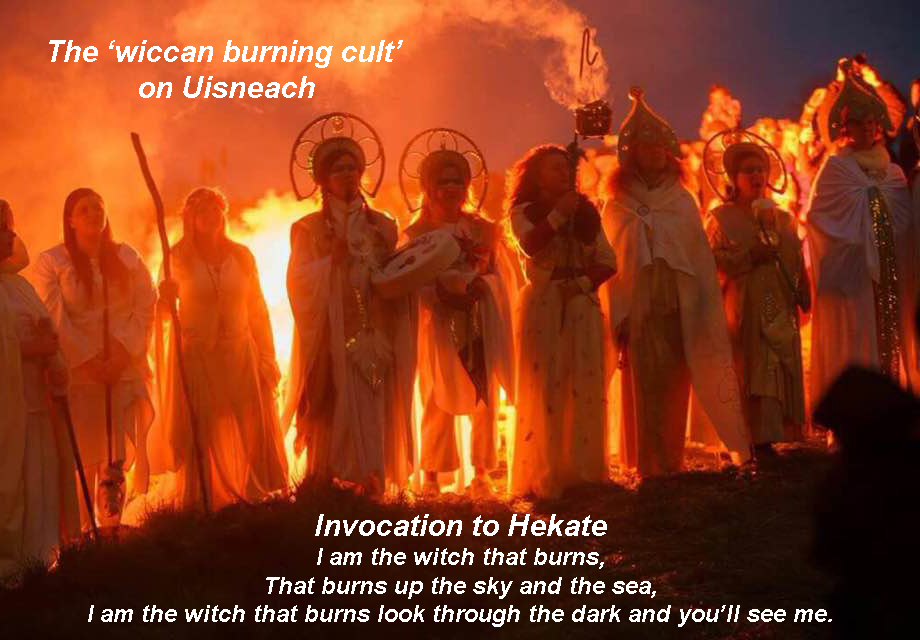 The ‘wiccan burning cult’
on Uisneach
Invocation to Hekate
I am the witch that burns,
That burns up the sky and the sea,
I am the witch that burns look through the dark and you’ll see me.